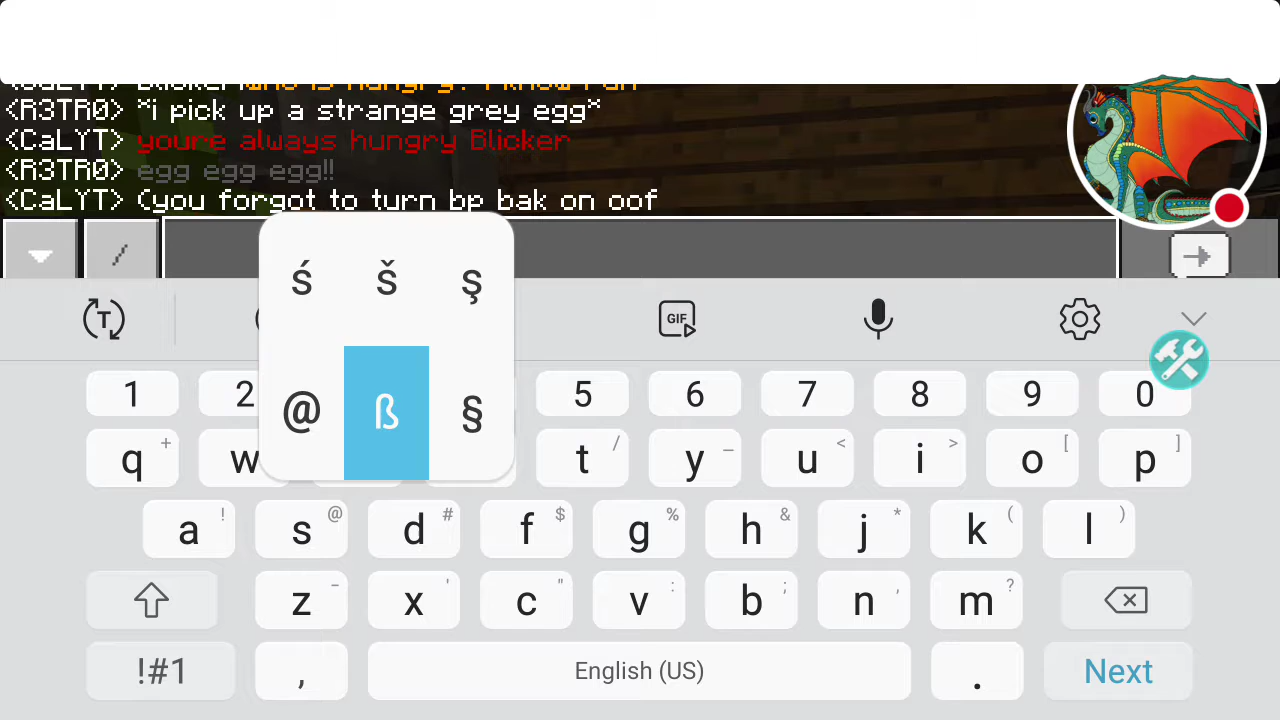 <R3TR0> *i pick up a strange grey egg*
<CaLYT> youre always hungry Blicker
<R3TR0> egg egg egg!!
<CaLYT> (you forgot to turn bp bak on oof
/
ś š ş
@ ß §
T GIF
1 2 5 6 7 8 9 0
q + w t / y – u < i > o [ p ]
a ! s @ d # f $ g % h & j * k ( l )
z – x ' c " v : b ; n , m ?
!#1 , English (US) . Next